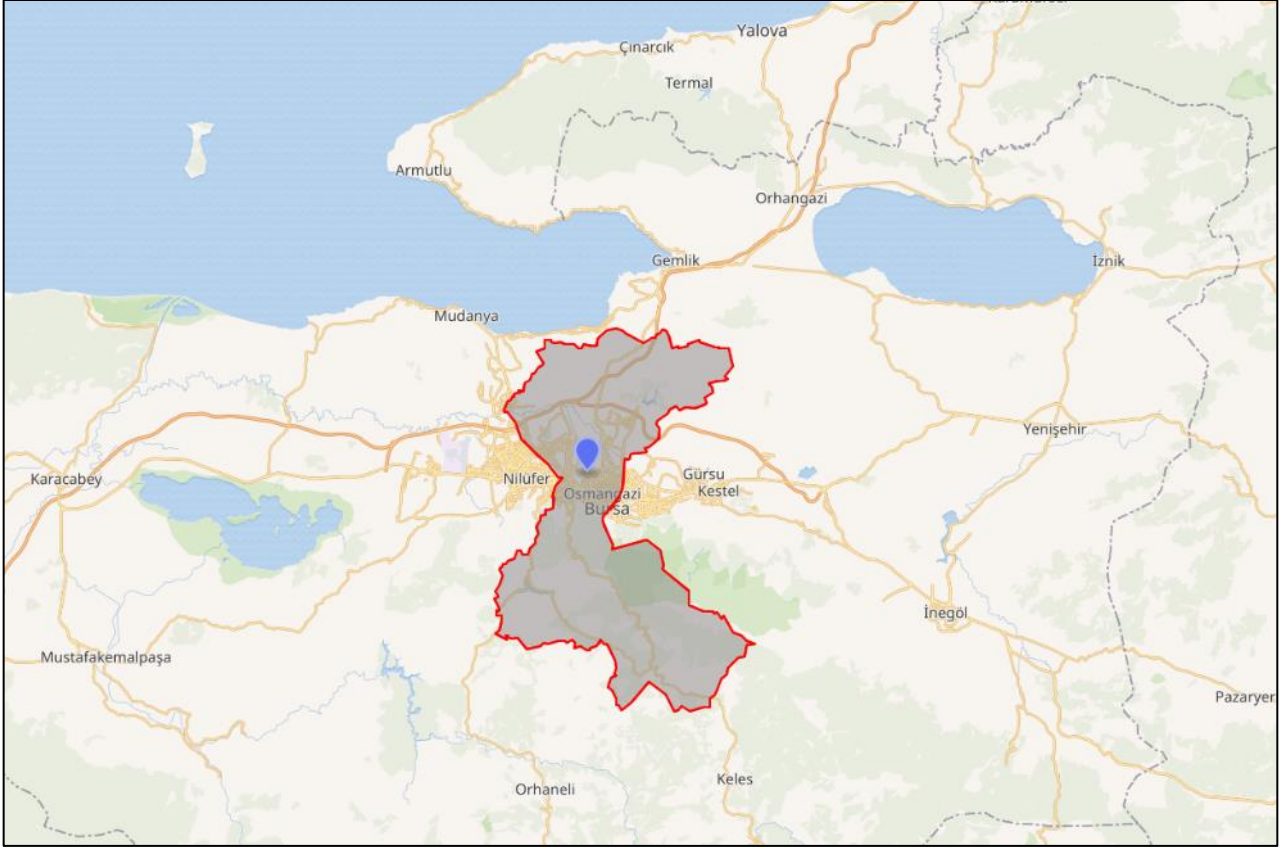 Yalova
Çınarcık
Termal
Armutlu
Orhangazi
Gemlik
İznik
Mudanya
Yenişehir
Karacabey
Nilüfer
Gürsu
Kestel
Osmangazi
Bursa
İnegöl
Mustafakemalpaşa
Pazaryer
Keles
Orhaneli